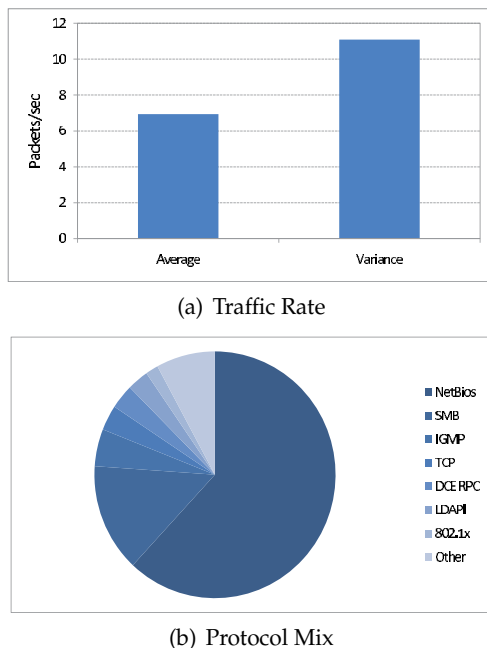 12
10
8
6
4
2
0
Packets/sec
Average
Variance
(a) Traffic Rate
NetBios
SMB
IGMP
TCP
DCE RPC
LDAP
802.1x
Other
(b) Protocol Mix